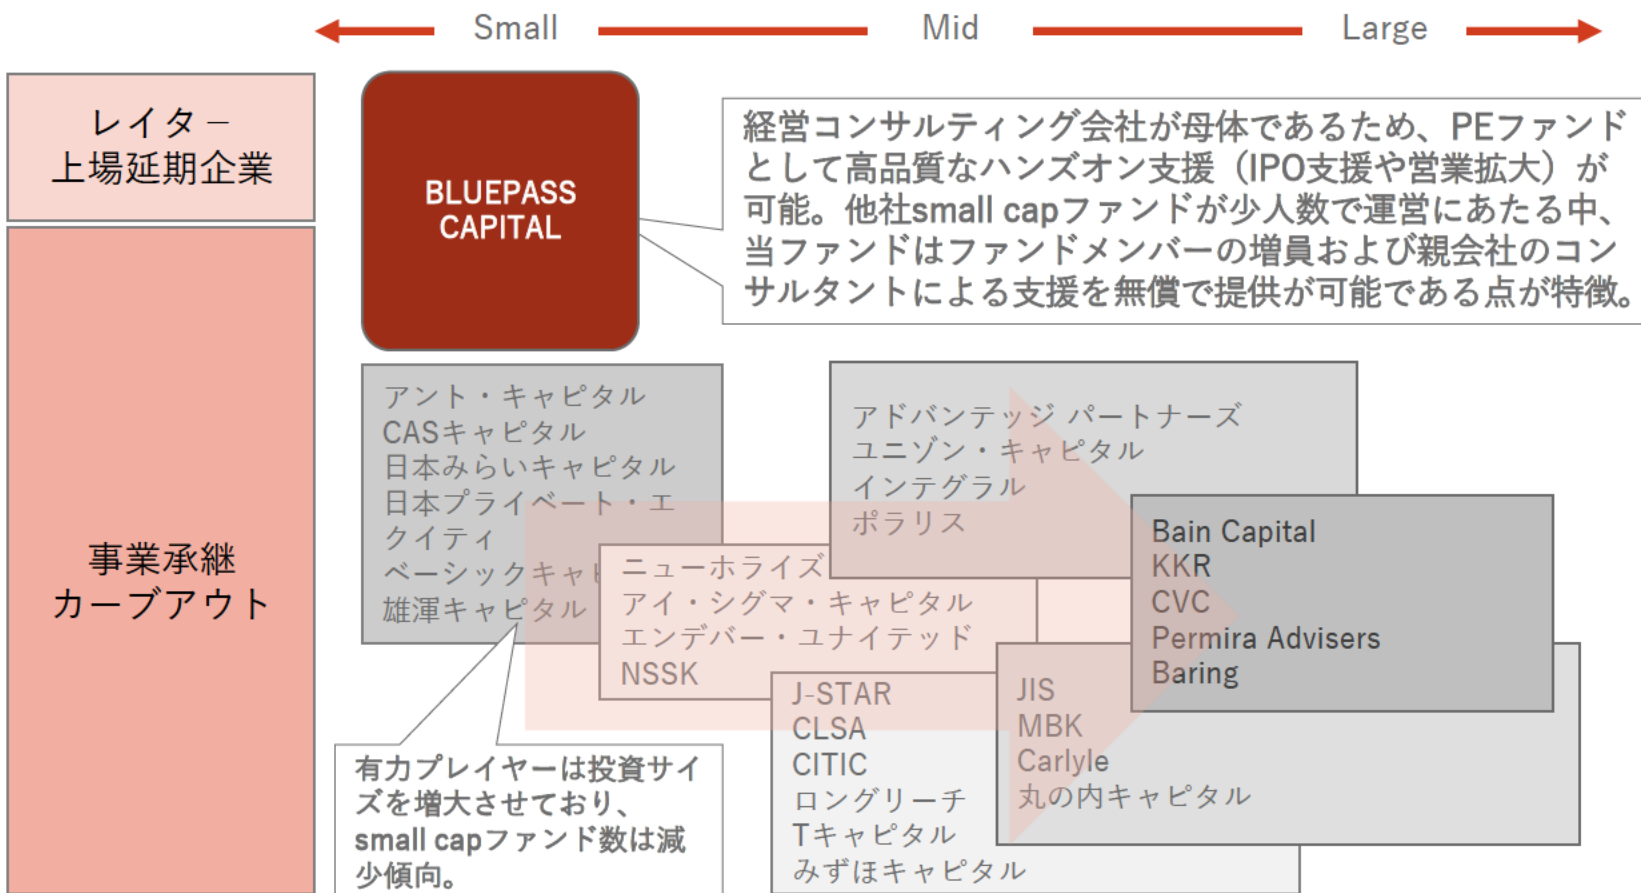 Small
Mid
Large
レイター
上場延期企業
BLUEPASS
CAPITAL
経営コンサルティング会社が母体であるため、PEファンド
として高品質なハンズオン支援（IPO支援や営業拡大）が
可能。他社small capファンドが少人数で運営にあたる中、
当ファンドはファンドメンバーの増員および親会社のコン
サルタントによる支援を無償で提供が可能である点が特徴。
事業承継
カーブアウト
アント・キャピタル
CASキャピタル
日本みらいキャピタル
日本プライベート・エ
クイティ
ベーシックキャピ
雄渾キャピタル
ニューホライズ
アイ・シグマ・キャピタル
エンデバー・ユナイテッド
NSSK
アドバンテッジ パートナーズ
ユニゾン・キャピタル
インテグラル
ポラリス
Bain Capital
KKR
CVC
Permira Advisers
Baring
J-STAR
CLSA
CITIC
ロングリーチ
Tキャピタル
みずほキャピタル
JIS
MBK
Carlyle
丸の内キャピタル
有力プレイヤーは投資サイ
ズを増大させており、
small capファンド数は減
少傾向。